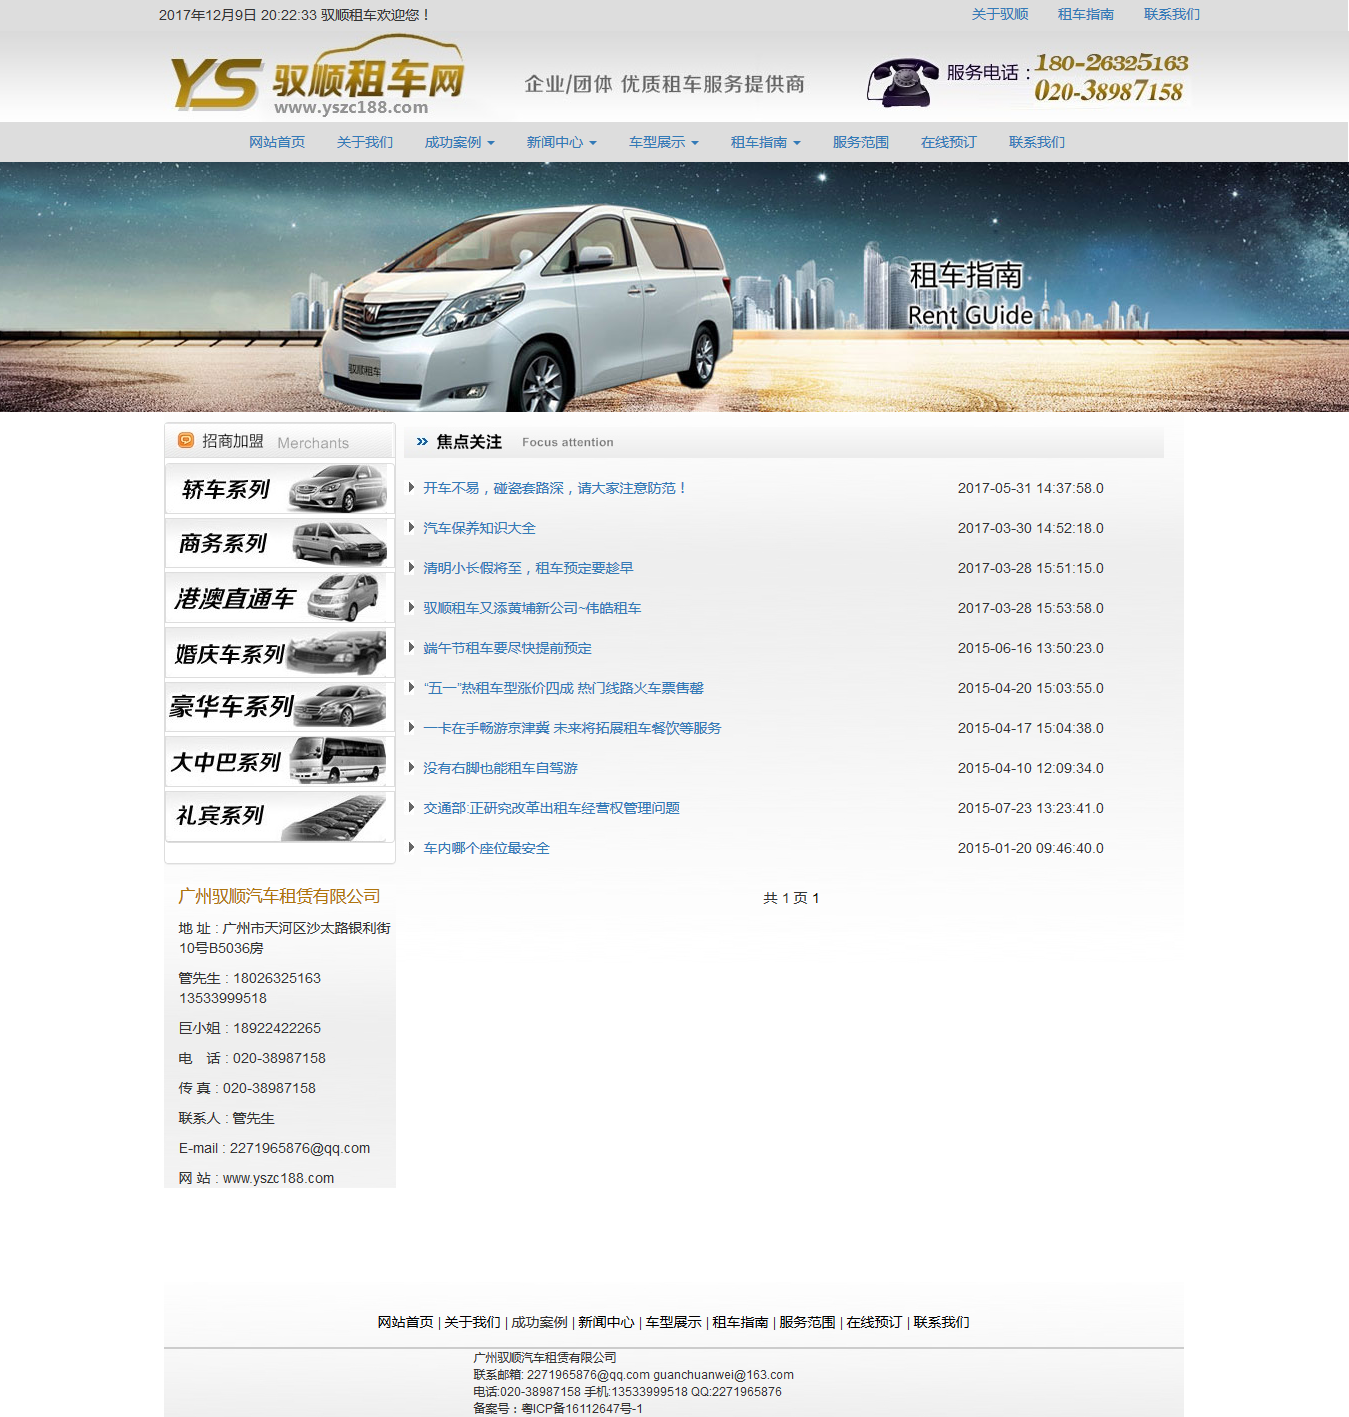 2017年12月9日 20:22:33 驭顺租车欢迎您！
关于驭顺 租车指南 联系我们
YS 驭顺租车网
www.yszc188.com
企业/团体 优质租车服务提供商
服务电话：180-26325163
020-38987158
网站首页 关于我们 成功案例 新闻中心 车型展示 租车指南 服务范围 在线预订 联系我们
租车指南
Rent GUide
驭顺租车
招商加盟 Merchants
轿车系列
商务系列
港澳直通车
婚庆车系列
豪华车系列
大中巴系列
礼宾系列
广州驭顺汽车租赁有限公司
地 址 : 广州市天河区沙太路银利街
10号B5036房
管先生 : 18026325163
13533999518
巨小姐 : 18922422265
电 话 : 020-38987158
传 真 : 020-38987158
联系人 : 管先生
E-mail : 2271965876@qq.com
网 站 : www.yszc188.com
焦点关注 Focus attention
开车不易，碰瓷套路深，请大家注意防范！ 2017-05-31 14:37:58.0
汽车保养知识大全 2017-03-30 14:52:18.0
清明小长假将至，租车预定要趁早 2017-03-28 15:51:15.0
驭顺租车又添黄埔新公司~伟皓租车 2017-03-28 15:53:58.0
端午节租车要尽快提前预定 2015-06-16 13:50:23.0
“五一”热租车型涨价四成 热门线路火车票售罄 2015-04-20 15:03:55.0
一卡在手畅游京津冀 未来将拓展租车餐饮等服务 2015-04-17 15:04:38.0
没有右脚也能租车自驾游 2015-04-10 12:09:34.0
交通部:正研究改革出租车经营权管理问题 2015-07-23 13:23:41.0
车内哪个座位最安全 2015-01-20 09:46:40.0
共 1 页 1
网站首页 | 关于我们 | 成功案例 | 新闻中心 | 车型展示 | 租车指南 | 服务范围 | 在线预订 | 联系我们
广州驭顺汽车租赁有限公司
联系邮箱: 2271965876@qq.com guanchuanwei@163.com
电话:020-38987158 手机:13533999518 QQ:2271965876
备案号：粤ICP备16112647号-1